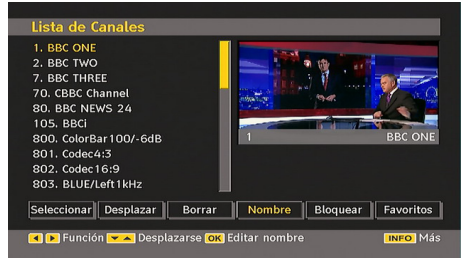 Lista de Canales
1. BBC ONE
2. BBC TWO
7. BBC THREE
70. CBBC Channel
80. BBC NEWS 24
105. BBCi
800. ColorBar100/-6dB
801. Codec4:3
802. Codec16:9
803. BLUE/Left1kHz
1 BBC ONE
Seleccionar Desplazar Borrar Nombre Bloquear Favoritos
Función Desplazarse OK Editar nombre INFO Más